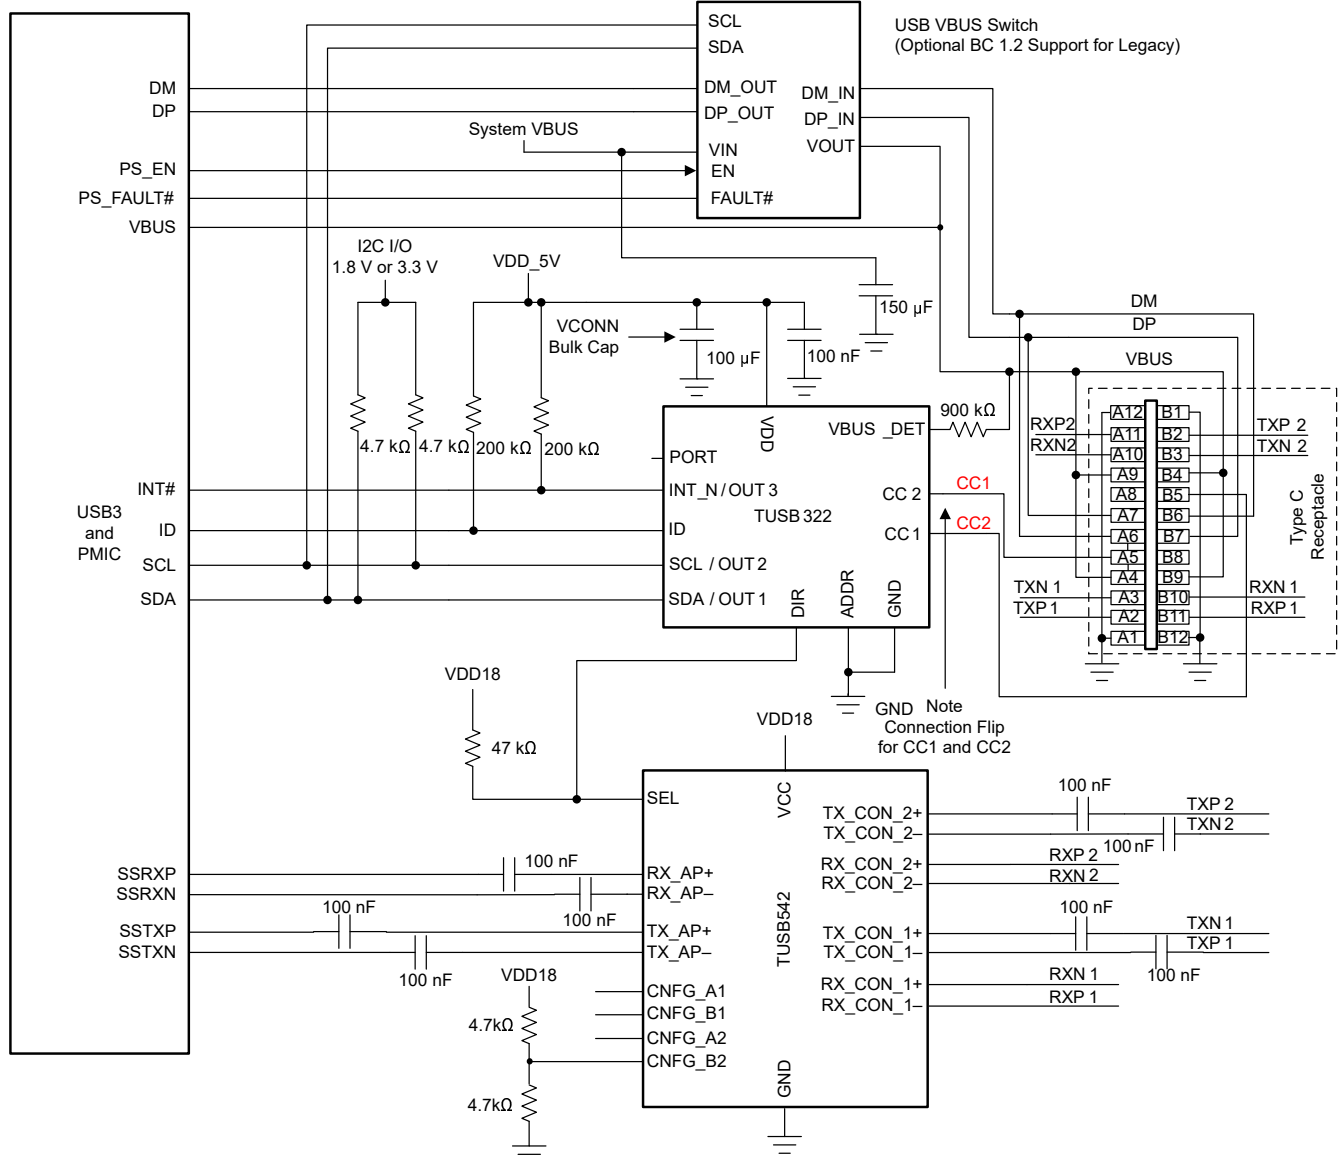 USB VBUS Switch
(Optional BC 1.2 Support for Legacy)
SCL
SDA
DM_OUT
DP_OUT
VIN
EN
FAULT#
DM_IN
DP_IN
VOUT
DM
DP
PS_EN
PS_FAULT#
VBUS
System VBUS
I2C I/O
1.8 V or 3.3 V
VDD_5V
VCONN
Bulk Cap
100 µF
100 nF
150 µF
4.7 kΩ
4.7 kΩ
200 kΩ
200 kΩ
900 kΩ
INT#
ID
SCL
SDA
USB3
and
PMIC
VDD
VBUS _DET
PORT
INT_N / OUT 3
ID
SCL / OUT 2
SDA / OUT 1
TUSB 322
CC 2
CC 1
DIR
ADDR
GND
CC1
CC2
DM
DP
VBUS
RXP2
RXN2
TXN 1
TXP 1
A12
A11
A10
A9
A8
A7
A6
A5
A4
A3
A2
A1
B1
B2
B3
B4
B5
B6
B7
B8
B9
B10
B11
B12
TXP 2
TXN 2
RXN 1
RXP 1
Type C
Receptacle
GND
Note
Connection Flip
for CC1 and CC2
VDD18
47 kΩ
VDD18
VCC
SEL
RX_AP+
RX_AP–
TX_AP+
TX_AP–
CNFG_A1
CNFG_B1
CNFG_A2
CNFG_B2
TUSB542
GND
TX_CON_2+
TX_CON_2–
RX_CON_2+
RX_CON_2–
TX_CON_1+
TX_CON_1–
RX_CON_1+
RX_CON_1–
SSRXP
SSRXN
SSTXP
SSTXN
100 nF
100 nF
100 nF
100 nF
VDD18
4.7kΩ
4.7kΩ
100 nF
TXP 2
TXN 2
100 nF
RXP 2
RXN 2
100 nF
TXN 1
TXP 1
100 nF
RXN 1
RXP 1